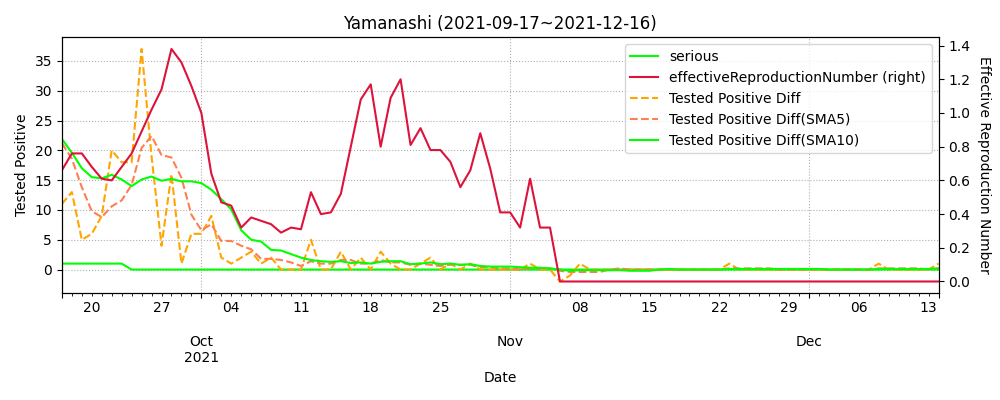 Yamanashi (2021-09-17~2021-12-16)
serious
effectiveReproductionNumber (right)
Tested Positive Diff
Tested Positive Diff(SMA5)
Tested Positive Diff(SMA10)
Tested Positive
35
30
25
20
15
10
5
0
1.4
1.2
1.0
0.8
0.6
0.4
0.2
0.0
Effective Reproduction Number
20 27 04 11 18 25 08 15 22 29 06 13
Oct Nov Dec
2021
Date